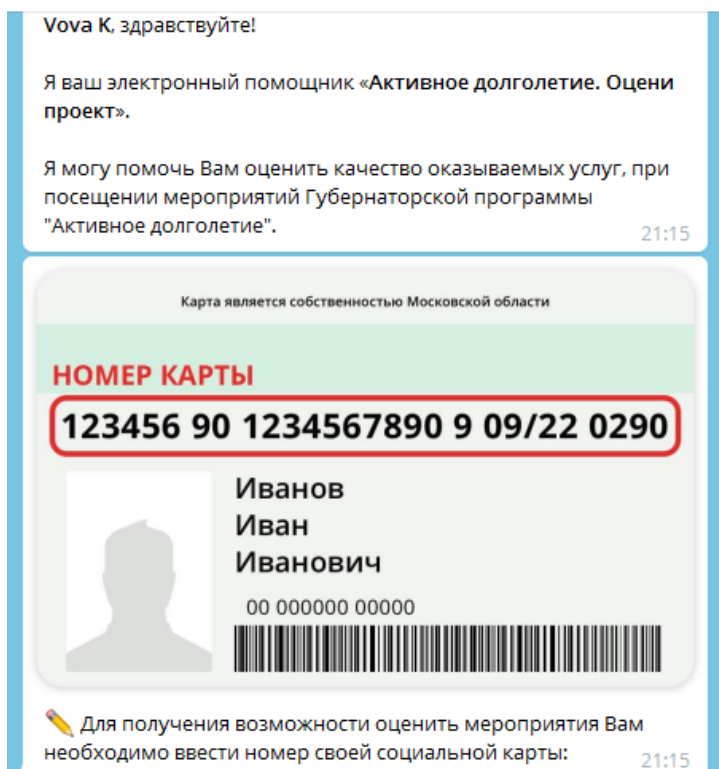 Vova K, здравствуйте!
Я ваш электронный помощник «Активное долголетие. Оцени
проект».
Я могу помочь Вам оценить качество оказываемых услуг, при
посещении мероприятий Губернаторской программы
"Активное долголетие".
21:15
Карта является собственностью Московской области
НОМЕР КАРТЫ
123456 90 1234567890 9 09/22 0290
Иванов
Иван
Иванович
00 000000 00000
Для получения возможности оценить мероприятия Вам
необходимо ввести номер своей социальной карты:
21:15